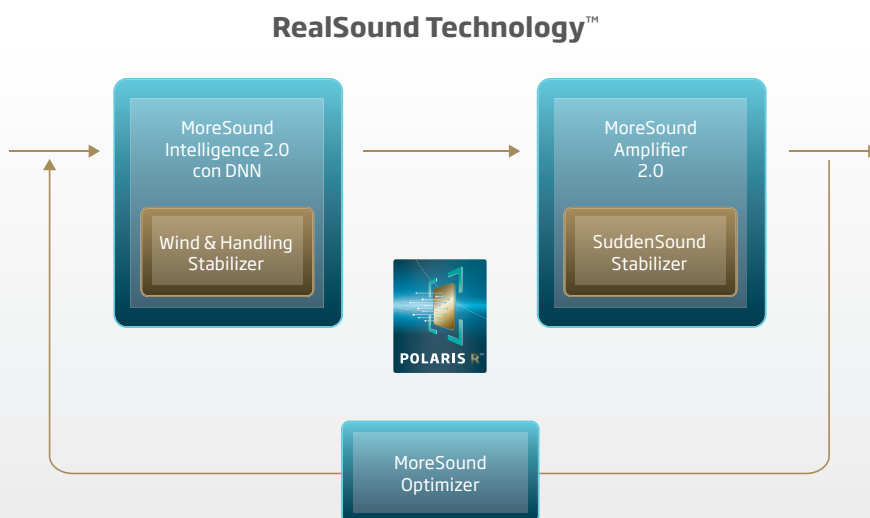 RealSound Technology™
MoreSound
Intelligence 2.0
con DNN
Wind & Handling
Stabilizer
MoreSound
Amplifier
2.0
SuddenSound
Stabilizer
POLARIS R™
MoreSound
Optimizer